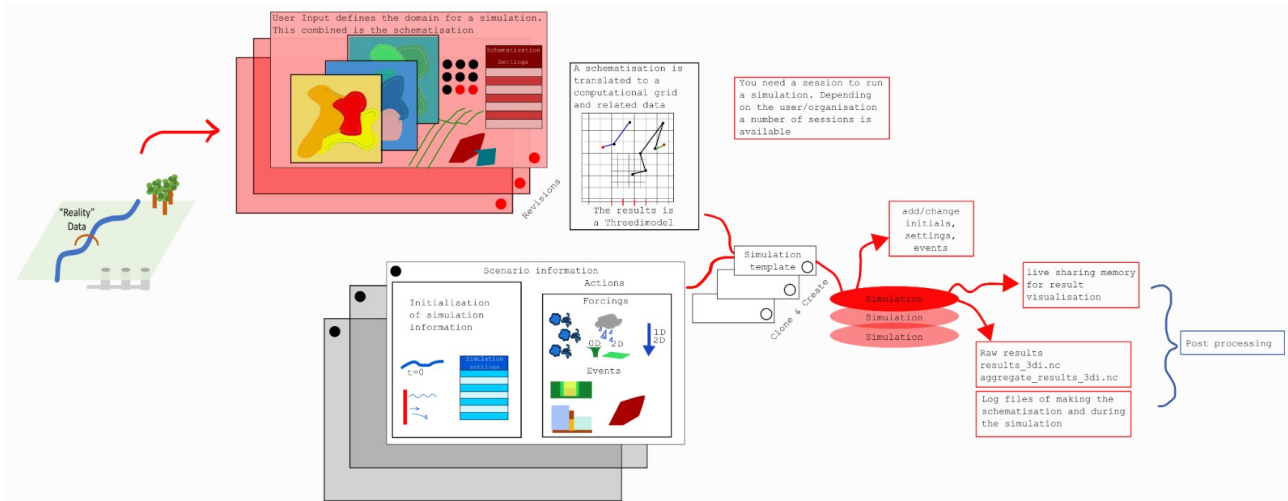 User Input defines the domain for a simulation.
This combined is the schematisation
Schematisation
Settings
Revisions
"Reality"
Data
A schematisation is
translated to a
computational grid
and related data
The results is
a Threedimodel
You need a session to run
a simulation. Depending
on the user/organisation
a number of sessions is
available
Scenario information
Initialisation
of simulation
information
t=0
Simulation
settings
Actions
Forcings
0D 2D
1D
2D
Events
Simulation
template
Clone & Create
add/change
initials,
settings,
events
Simulation
Simulation
Simulation
live sharing memory
for result
visualisation
Raw results
results_3di.nc
aggregate_results_3di.nc
Log files of making the
schematisation and during
the simulation
Post processing